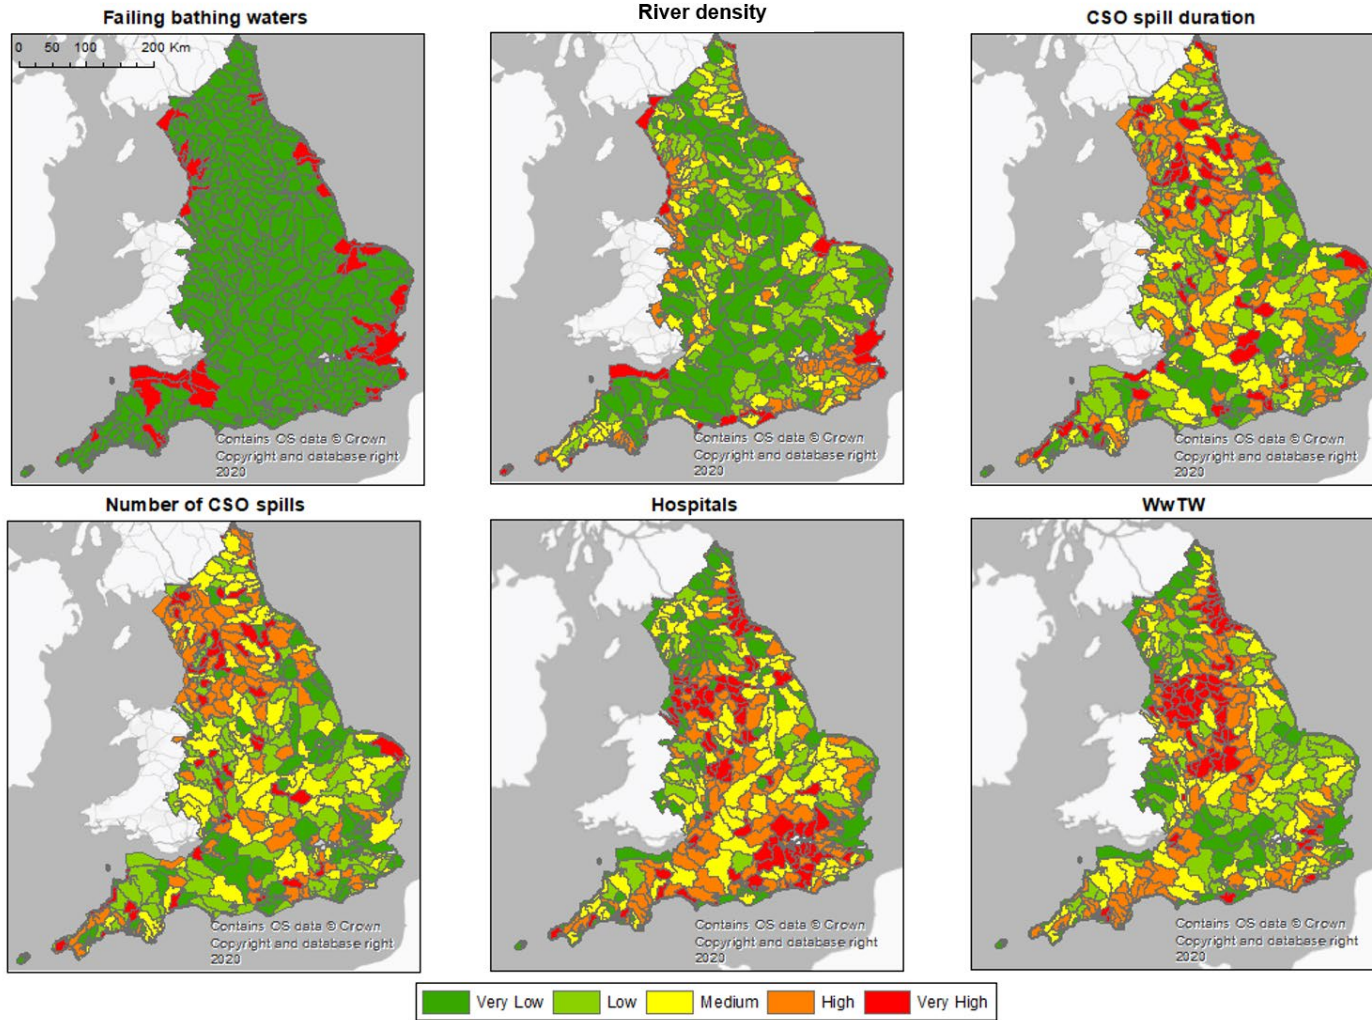 Failing bathing waters
River density
CSO spill duration
0 50 100 200 Km
Contains OS data © Crown
Copyright and database right
2020
Contains OS data © Crown
Copyright and database right
2020
Contains OS data © Crown
Copyright and database right
2020
Number of CSO spills
Hospitals
WwTW
Contains OS data © Crown
Copyright and database right
2020
Contains OS data © Crown
Copyright and database right
2020
Contains OS data © Crown
Copyright and database right
2020
Very Low Low Medium High Very High